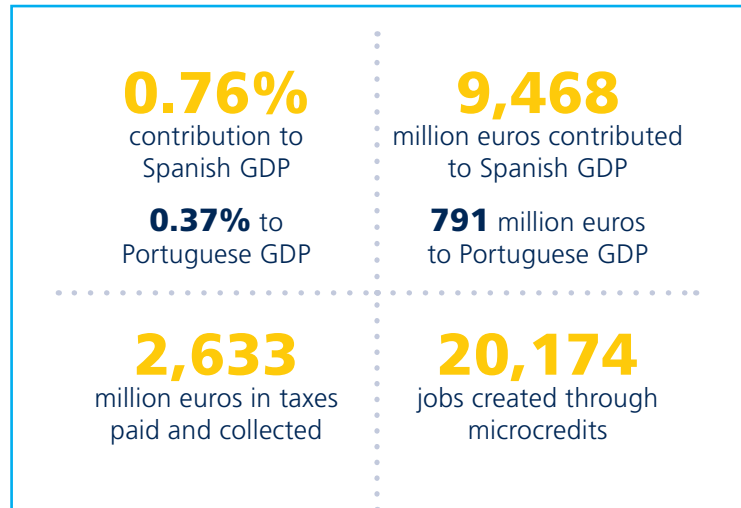 0.76%
contribution to
Spanish GDP
0.37% to
Portuguese GDP
9,468
million euros contributed
to Spanish GDP
791 million euros
to Portuguese GDP
2,633
million euros in taxes
paid and collected
20,174
jobs created through
microcredits